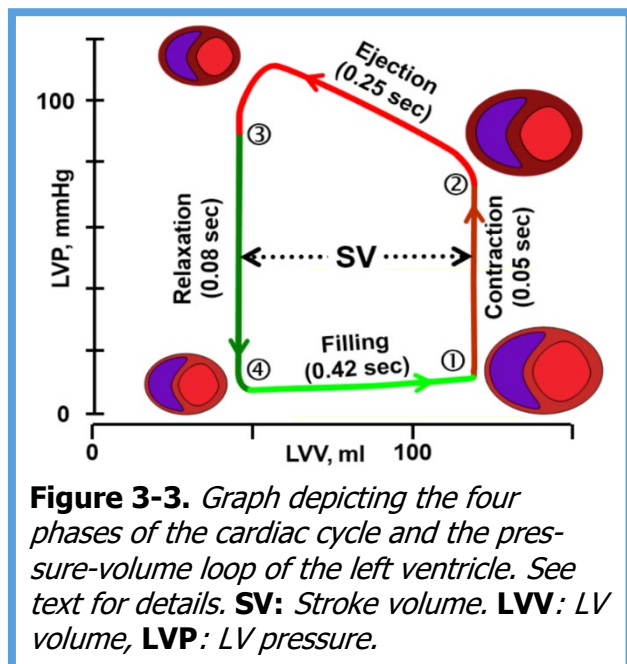 Ejection
(0.25 sec)
100
③
②
LVP, mmHg
Relaxation
(0.08 sec)
SV
Contraction
(0.05 sec)
Filling
(0.42 sec)
④
①
0
0
100
LVV, ml
Figure 3-3. Graph depicting the four
phases of the cardiac cycle and the pres-
sure-volume loop of the left ventricle. See
text for details. SV: Stroke volume. LVV: LV
volume, LVP: LV pressure.